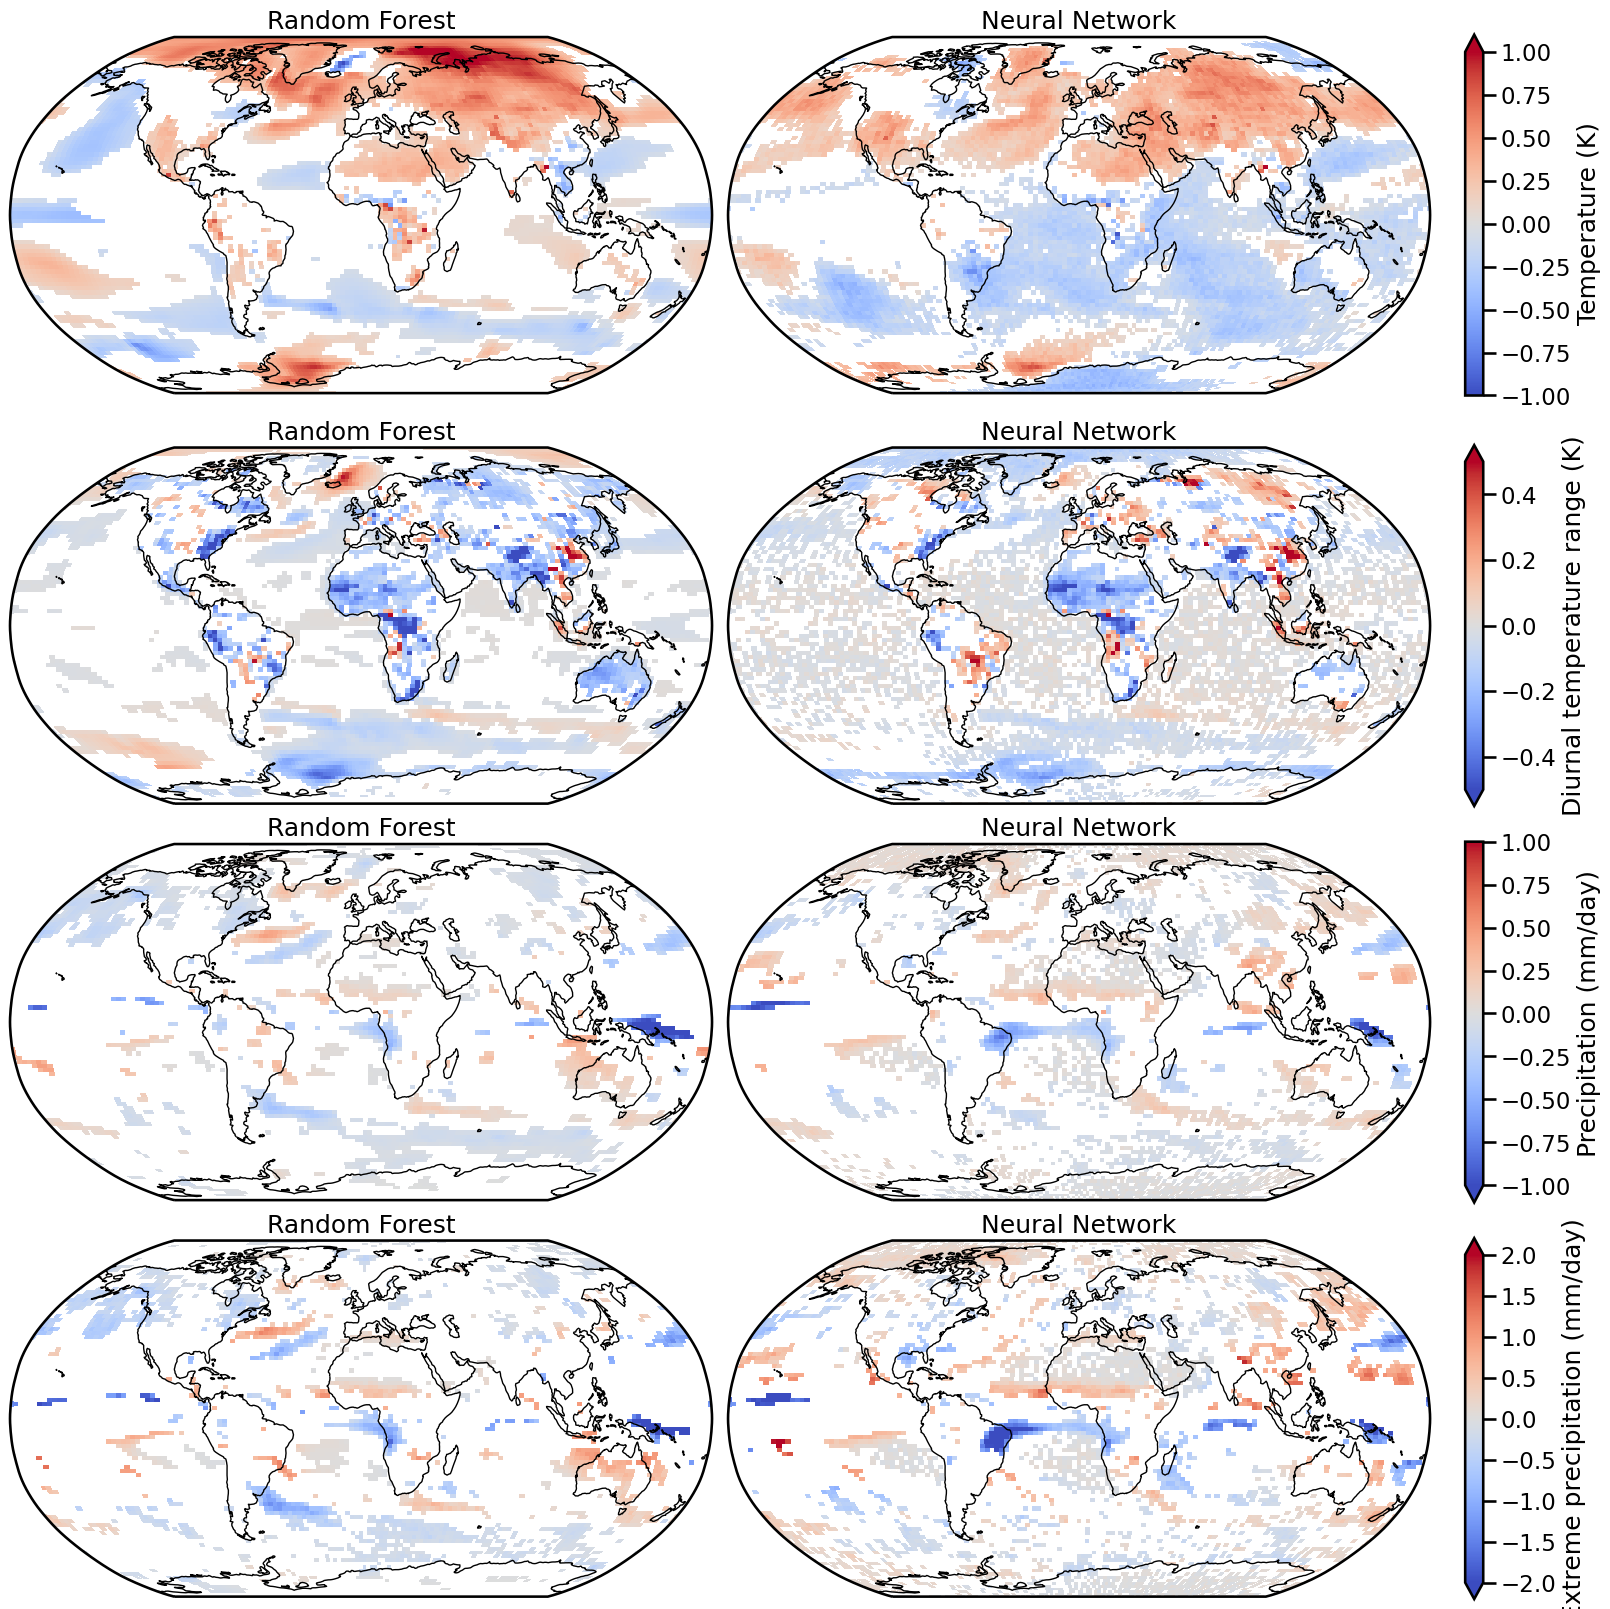 Random Forest
Neural Network
1.00
0.75
0.50
0.25
0.00
−0.25
−0.50
−0.75
−1.00
Temperature (K)
Random Forest
Neural Network
0.4
0.2
0.0
−0.2
−0.4
Diurnal temperature range (K)
Random Forest
Neural Network
1.00
0.75
0.50
0.25
0.00
−0.25
−0.50
−0.75
−1.00
Precipitation (mm/day)
Random Forest
Neural Network
2.0
1.5
1.0
0.5
0.0
−0.5
−1.0
−1.5
−2.0
Extreme precipitation (mm/day)